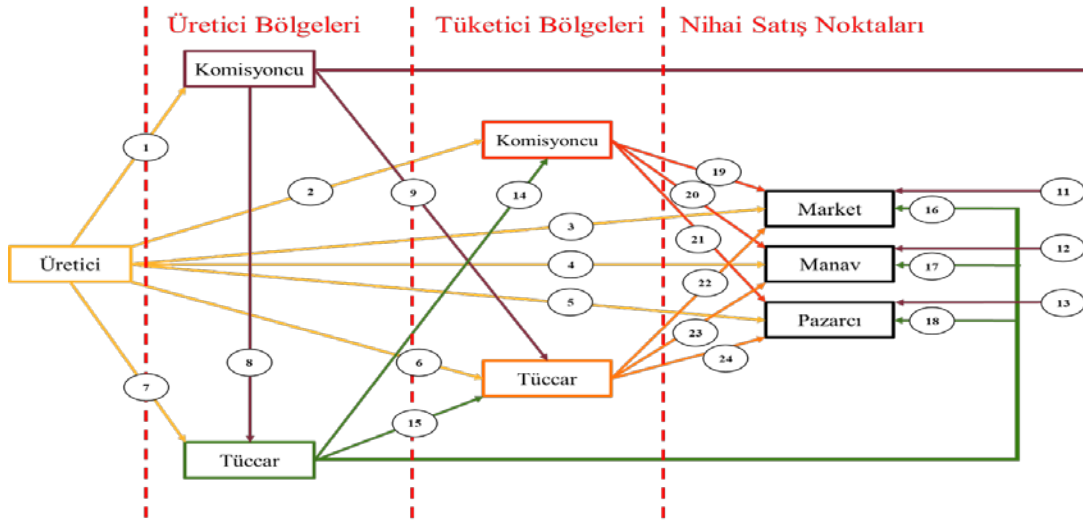 Üretici Bölgeleri
Tüketici Bölgeleri
Nihai Satış Noktaları
Komisyoncu
1
Komisyoncu
2
9
14
19
20
11
3
Market
16
21
Üretici
4
Manav
12
17
22
5
13
Pazarcı
18
23
8
6
24
7
Tüccar
15
Tüccar